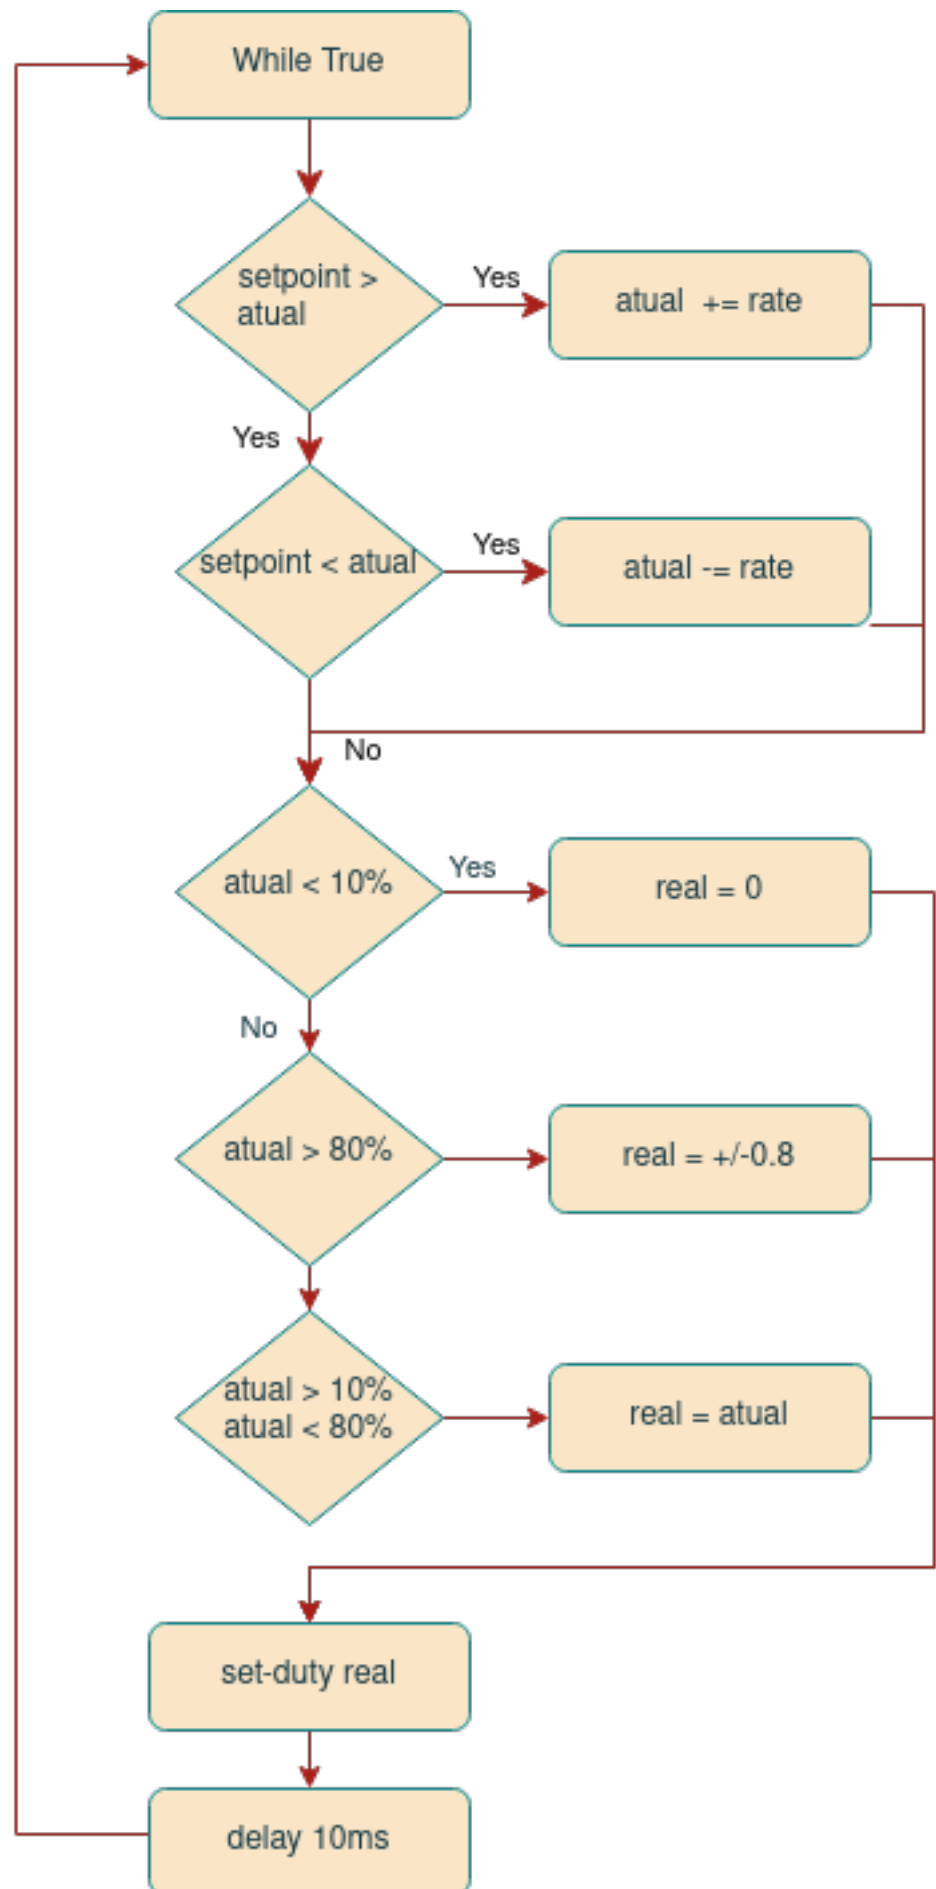 While True
setpoint >
atual
Yes
atual += rate
Yes
setpoint < atual
Yes
atual -= rate
No
atual < 10%
Yes
real = 0
No
atual > 80%
real = +/-0.8
atual > 10%
atual < 80%
real = atual
set-duty real
delay 10ms